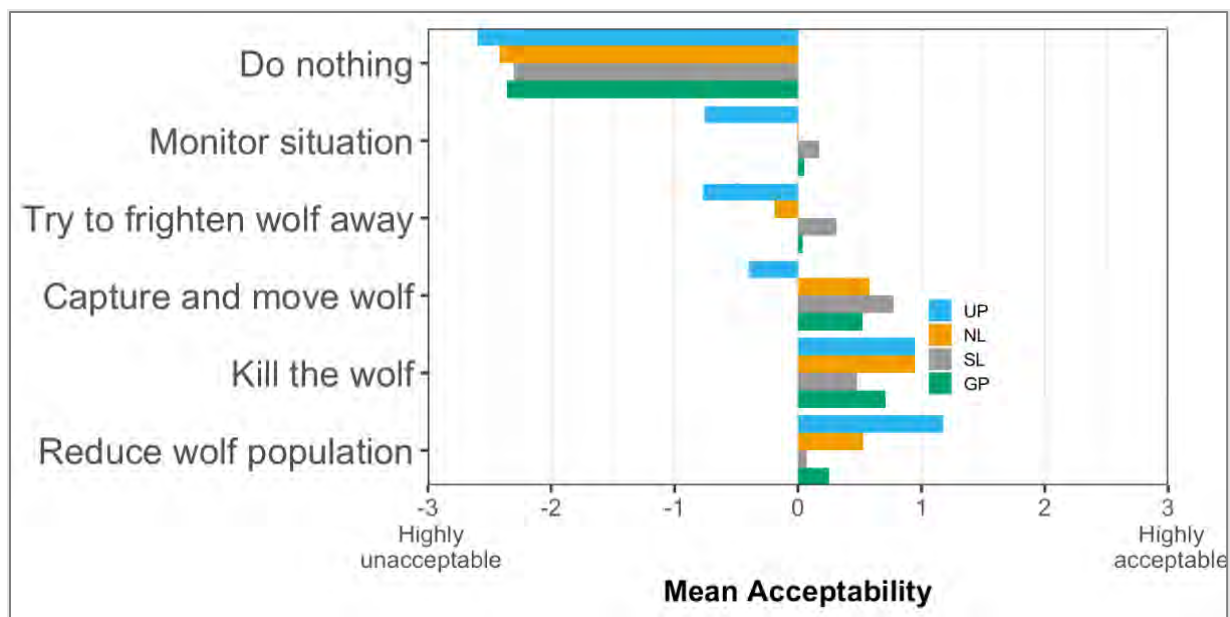 Do nothing
Monitor situation
Try to frighten wolf away
Capture and move wolf
Kill the wolf
Reduce wolf population
UP
NL
SL
GP
-3 -2 -1 0 1 2 3
Highly unacceptable
Highly acceptable
Mean Acceptability